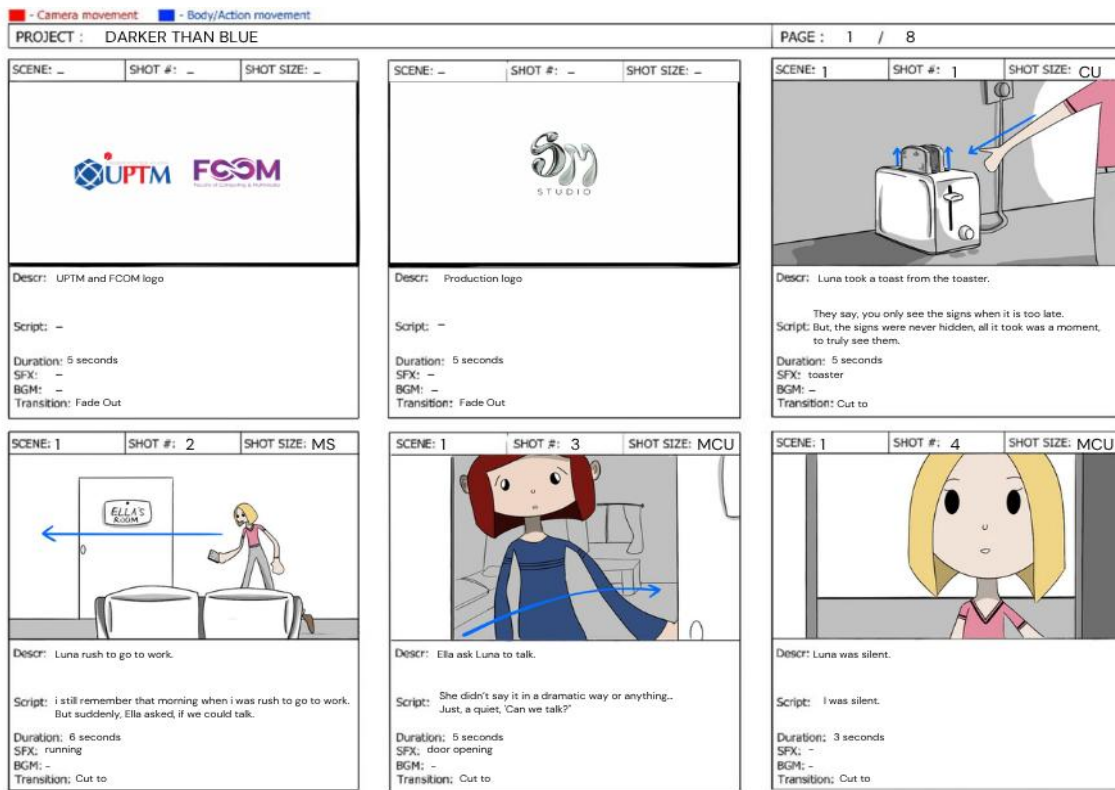 - Camera movement - Body/Action movement
PROJECT : DARKER THAN BLUE PAGE : 1 / 8
SCENE: - SHOT #: - SHOT SIZE: -
UPTM FCOM
Faculty of Computing & Multimedia
Descr: UPTM and FCOM logo
Script: -
Duration: 5 seconds
SFX: -
BGM: -
Transition: Fade Out
SCENE: - SHOT #: - SHOT SIZE: -
SM
STUDIO
Descr: Production logo
Script: -
Duration: 5 seconds
SFX: -
BGM: -
Transition: Fade Out
SCENE: 1 SHOT #: 1 SHOT SIZE: CU
Descr: Luna took a toast from the toaster.
They say, you only see the signs when it is too late.
Script: But, the signs were never hidden, all it took was a moment,
to truly see them.
Duration: 5 seconds
SFX: toaster
BGM: -
Transition: Cut to
SCENE: 1 SHOT #: 2 SHOT SIZE: MS
ELLA'S
ROOM
Descr: Luna rush to go to work.
Script: i still remember that morning when i was rush to go to work.
But suddenly, Ella asked, if we could talk.
Duration: 6 seconds
SFX: running
BGM: -
Transition: Cut to
SCENE: 1 SHOT #: 3 SHOT SIZE: MCU
Descr: Ella ask Luna to talk.
Script: She didn't say it in a dramatic way or anything...
Just, a quiet, 'Can we talk?"
Duration: 5 seconds
SFX: door opening
BGM: -
Transition: Cut to
SCENE: 1 SHOT #: 4 SHOT SIZE: MCU
Descr: Luna was silent.
Script: I was silent.
Duration: 3 seconds
SFX: -
BGM: -
Transition: Cut to